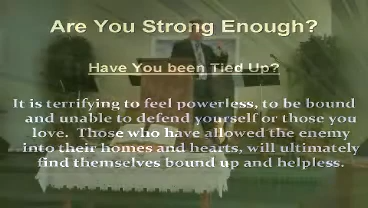 Are You Strong Enough?
Have You been Tied Up?
It is terrifying to feel powerless, to be bound
and unable to defend yourself or those you
love.  Those who have allowed the enemy
into their homes and hearts, will ultimately
find themselves bound up and helpless.